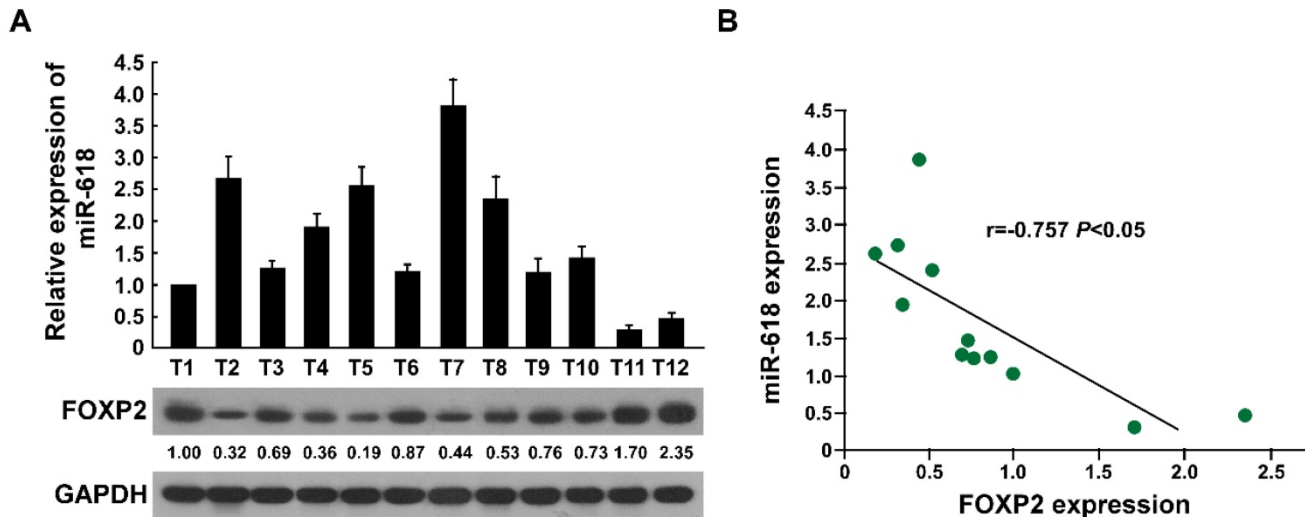 A
Relative expression of
miR-618
4.5
4.0
3.5
3.0
2.5
2.0
1.5
1.0
0.5
0
T1 T2 T3 T4 T5 T6 T7 T8 T9 T10 T11 T12
FOXP2
1.00 0.32 0.69 0.36 0.19 0.87 0.44 0.53 0.76 0.73 1.70 2.35
GAPDH
B
miR-618 expression
4.5
4.0
3.5
3.0
2.5
2.0
1.5
1.0
0.5
0
r=-0.757 P<0.05
0 0.5 1.0 1.5 2.0 2.5
FOXP2 expression